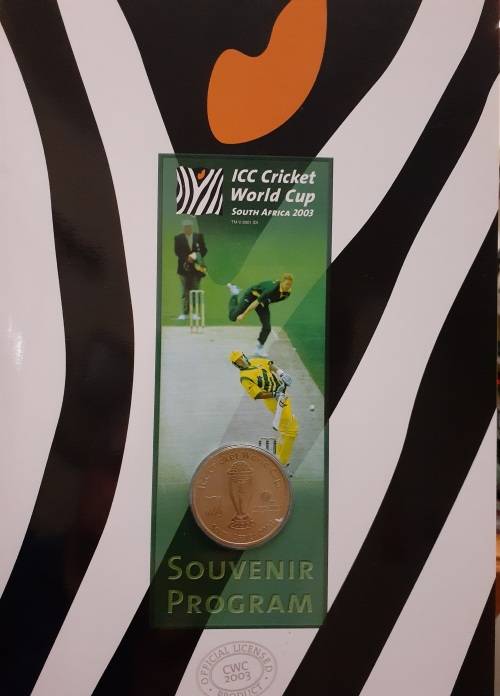 ICC Cricket
World Cup
SOUTH AFRICA 2003
SOUVENIR
PROGRAM
OFFICIAL LICENSED
CWC
2003
PRODUCT